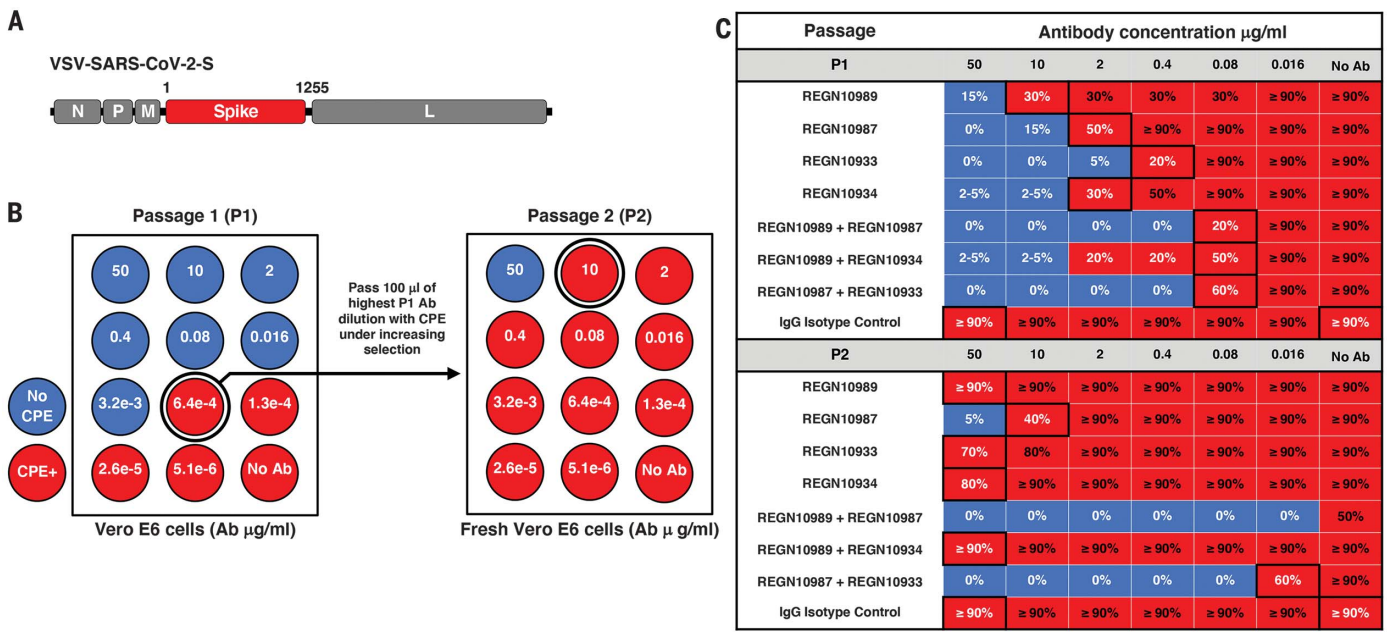 A
VSV-SARS-CoV-2-S
1 1255
N P M Spike L
B
Passage 1 (P1)
50 10 2
0.4 0.08 0.016
No CPE
3.2e-3 6.4e-4 1.3e-4
CPE+
2.6e-5 5.1e-6 No Ab
Vero E6 cells (Ab μg/ml)
Pass 100 μl of
highest P1 Ab
dilution with CPE
under increasing
selection
Passage 2 (P2)
50 10 2
0.4 0.08 0.016
3.2e-3 6.4e-4 1.3e-4
2.6e-5 5.1e-6 No Ab
Fresh Vero E6 cells (Ab μ g/ml)
C
Passage Antibody concentration μg/ml
P1 50 10 2 0.4 0.08 0.016 No Ab
REGN10989 15% 30% 30% 30% 30% ≥ 90% ≥ 90%
REGN10987 0% 15% 50% ≥ 90% ≥ 90% ≥ 90% ≥ 90%
REGN10933 0% 0% 5% 20% ≥ 90% ≥ 90% ≥ 90%
REGN10934 2-5% 2-5% 30% 50% ≥ 90% ≥ 90% ≥ 90%
REGN10989 + REGN10987 0% 0% 0% 0% 20% ≥ 90% ≥ 90%
REGN10989 + REGN10934 2-5% 2-5% 20% 20% 50% ≥ 90% ≥ 90%
REGN10987 + REGN10933 0% 0% 0% 0% 60% ≥ 90% ≥ 90%
IgG Isotype Control ≥ 90% ≥ 90% ≥ 90% ≥ 90% ≥ 90% ≥ 90% ≥ 90%
P2 50 10 2 0.4 0.08 0.016 No Ab
REGN10989 ≥ 90% ≥ 90% ≥ 90% ≥ 90% ≥ 90% ≥ 90% ≥ 90%
REGN10987 5% 40% ≥ 90% ≥ 90% ≥ 90% ≥ 90% ≥ 90%
REGN10933 70% 80% ≥ 90% ≥ 90% ≥ 90% ≥ 90% ≥ 90%
REGN10934 80% ≥ 90% ≥ 90% ≥ 90% ≥ 90% ≥ 90% ≥ 90%
REGN10989 + REGN10987 0% 0% 0% 0% 0% 0% 50%
REGN10989 + REGN10934 ≥ 90% ≥ 90% ≥ 90% ≥ 90% ≥ 90% ≥ 90% ≥ 90%
REGN10987 + REGN10933 0% 0% 0% 0% 0% 60% ≥ 90%
IgG Isotype Control ≥ 90% ≥ 90% ≥ 90% ≥ 90% ≥ 90% ≥ 90% ≥ 90%